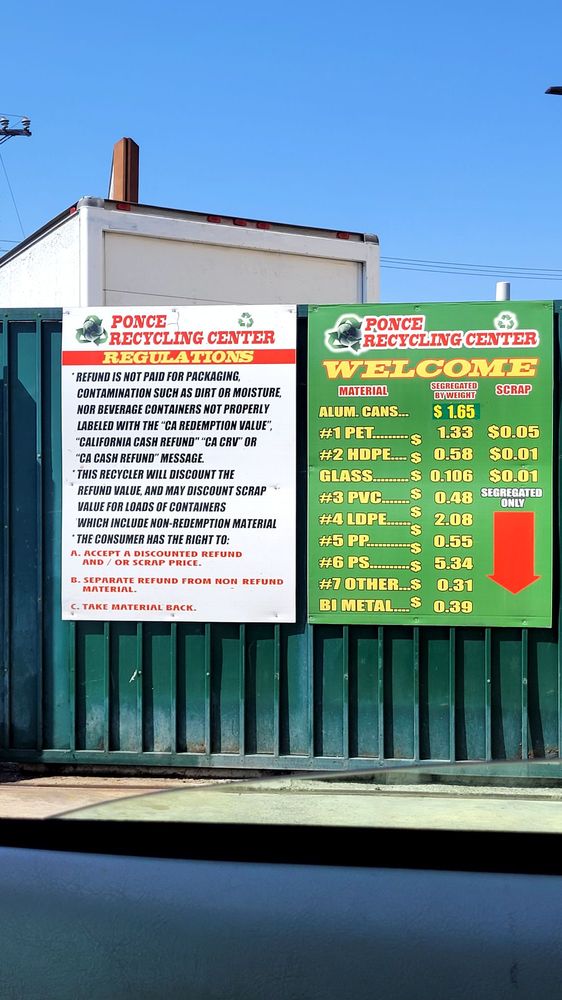 PONCE
RECYCLING CENTER
REGULATIONS
* REFUND IS NOT PAID FOR PACKAGING,
CONTAMINATION SUCH AS DIRT OR MOISTURE,
NOR BEVERAGE CONTAINERS NOT PROPERLY
LABELED WITH THE "CA REDEMPTION VALUE",
"CALIFORNIA CASH REFUND" "CA CRV" OR
"CA CASH REFUND" MESSAGE.
* THIS RECYCLER WILL DISCOUNT THE
REFUND VALUE, AND MAY DISCOUNT SCRAP
VALUE FOR LOADS OF CONTAINERS
WHICH INCLUDE NON-REDEMPTION MATERIAL
* THE CONSUMER HAS THE RIGHT TO:
A. ACCEPT A DISCOUNTED REFUND
AND / OR SCRAP PRICE.
B. SEPARATE REFUND FROM NON REFUND
MATERIAL.
C. TAKE MATERIAL BACK.
PONCE
RECYCLING CENTER
WELCOME
MATERIAL SEGREGATED BY WEIGHT SCRAP
ALUM. CANS... $ 1.65
#1 PET......... $ 1.33 $0.05
#2 HDPE.... $ 0.58 $0.01
GLASS....... $ 0.106 $0.01
#3 PVC....... $ 0.48 SEGREGATED ONLY
#4 LDPE...... $ 2.08
#5 PP......... $ 0.55
#6 PS......... $ 5.34
#7 OTHER... $ 0.31
BI METAL.... $ 0.39